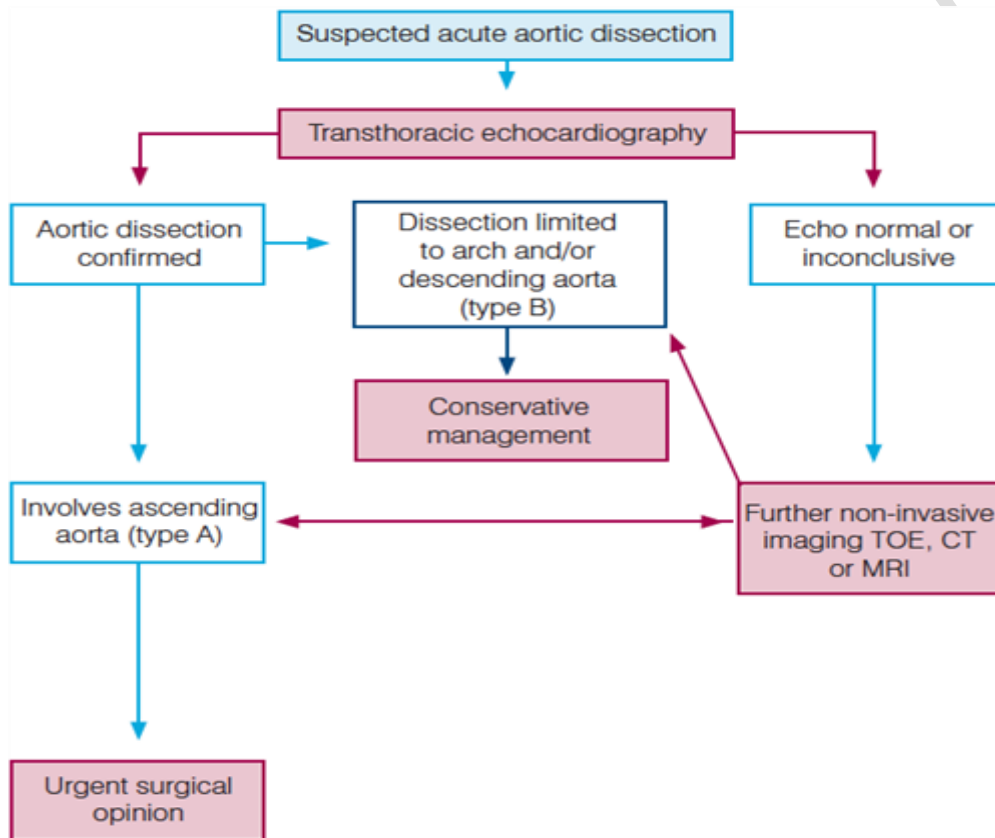 Suspected acute aortic dissection
Transthoracic echocardiography
Aortic dissection
confirmed
Dissection limited
to arch and/or
descending aorta
(type B)
Echo normal or
inconclusive
Conservative
management
Involves ascending
aorta (type A)
Further non-invasive
imaging TOE, CT
or MRI
Urgent surgical
opinion